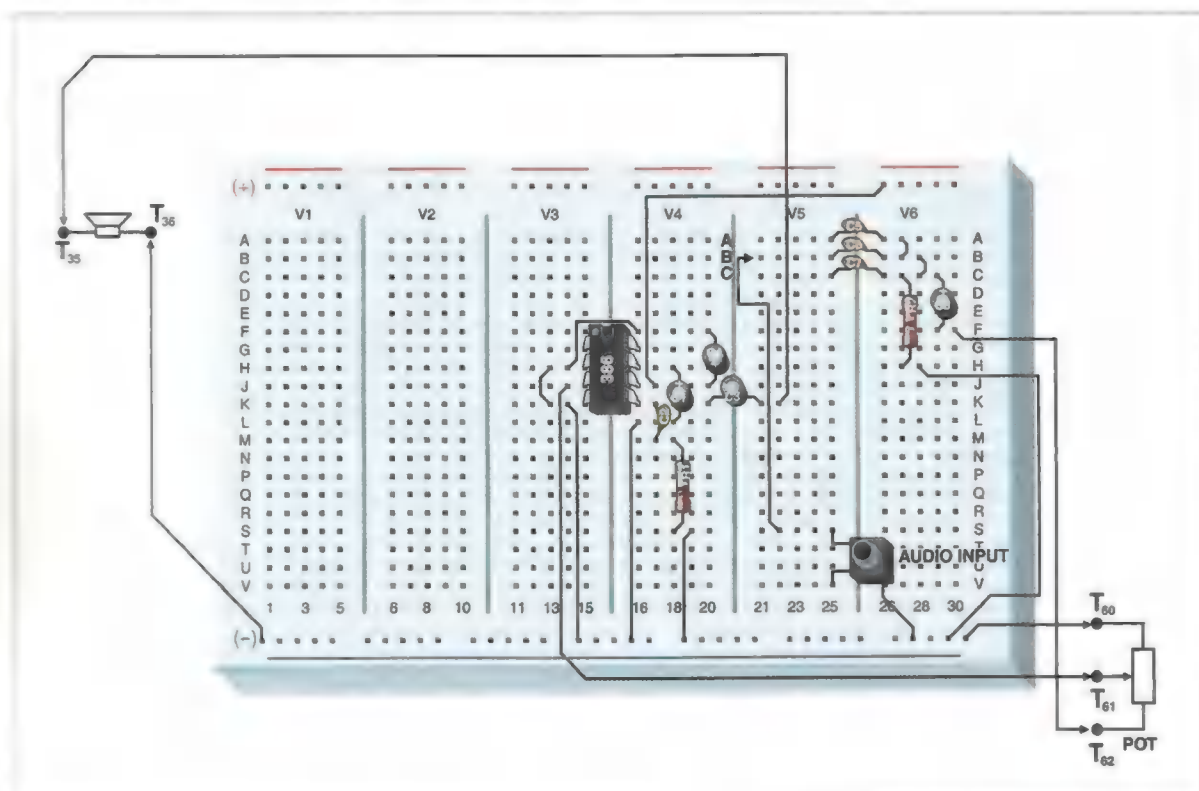 (+)
V1 V2 V3 V4 V5 V6
T36
T35
A A A
B B B
C C C
D D
E E
F F
G G
H H
J J
K K
L L
M M
N N
P P
Q Q
R R
S S
T T
U U
V V
386
AUDIO INPUT
1 3 5 6 8 10 11 13 15 16 18 20 21 23 25 26 28 30
(-)
T60
T61
T62
POT